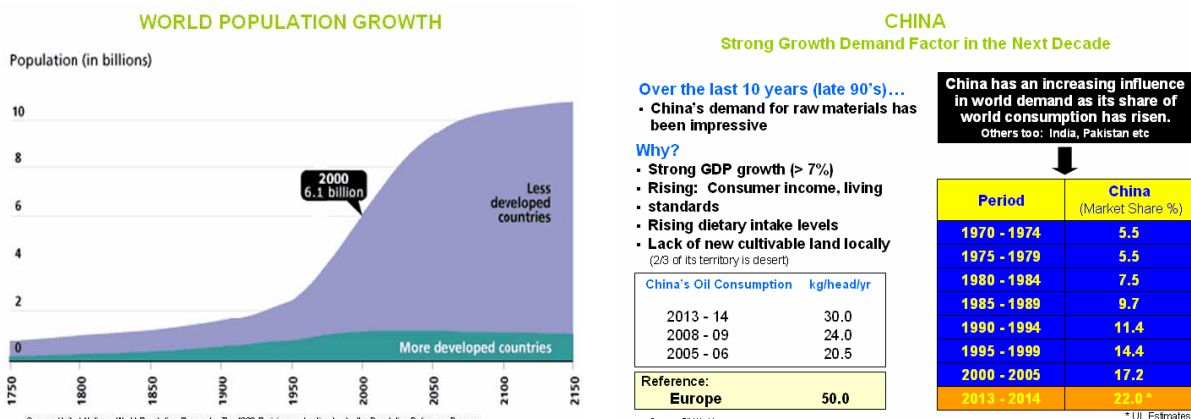 WORLD POPULATION GROWTH
Population (in billions)
10
8
6
4
2
0
2000
6.1 billion
Less
developed
countries
More developed countries
1750
1800
1850
1900
1950
2000
2050
2100
2150
CHINA
Strong Growth Demand Factor in the Next Decade
Over the last 10 years (late 90's)…
▪ China's demand for raw materials has
been impressive
Why?
▪ Strong GDP growth (> 7%)
▪ Rising: Consumer income, living
▪ standards
▪ Rising dietary intake levels
▪ Lack of new cultivable land locally
(2/3 of its territory is desert)
China's Oil Consumption kg/head/yr
2013 - 14 30.0
2008 - 09 24.0
2005 - 06 20.5
Reference:
Europe 50.0
China has an increasing influence
in world demand as its share of
world consumption has risen.
Others too: India, Pakistan etc
Period China
(Market Share %)
1970 - 1974 5.5
1975 - 1979 5.5
1980 - 1984 7.5
1985 - 1989 9.7
1990 - 1994 11.4
1995 - 1999 14.4
2000 - 2005 17.2
2013 - 2014 22.0 *
* UL Estimates